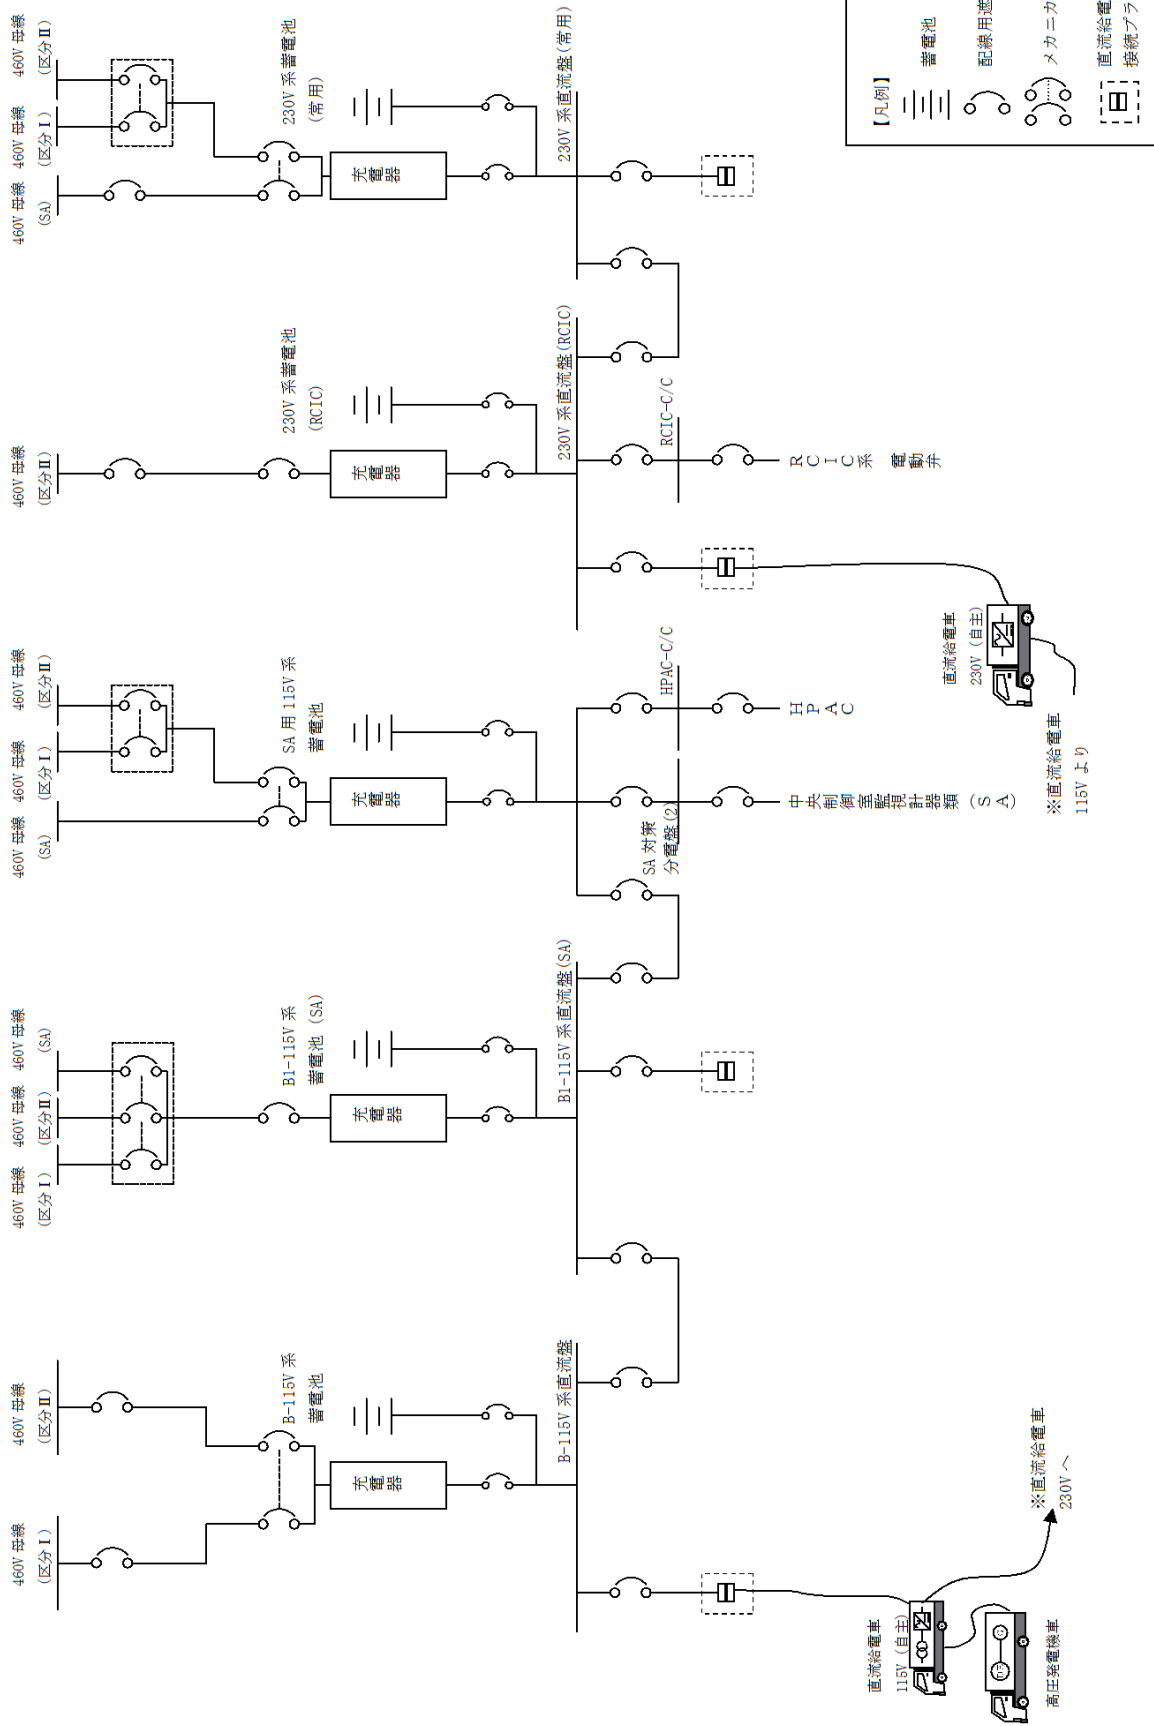 460V 母線
(区分Ⅰ)
460V 母線
(区分Ⅱ)
B-115V 系
蓄電池
充電器
B-115V 系直流盤
直流給電車
115V (自主)
高圧発電機車
※直流給電車
230V へ
460V 母線
(区分Ⅰ)
460V 母線
(区分Ⅱ)
460V 母線
(SA)
B1-115V 系
蓄電池 (SA)
充電器
B1-115V 系直流盤(SA)
460V 母線
(SA)
460V 母線
(区分Ⅰ)
460V 母線
(区分Ⅱ)
SA 用 115V 系
蓄電池
充電器
SA 対策
分電盤(2)
HPAC-C/C
中央制御室監視計器類(SA)
HPAC
460V 母線
(区分Ⅱ)
230V 系蓄電池
(RCIC)
充電器
230V 系直流盤(RCIC)
RCIC-C/C
RCIC系 電動弁
直流給電車
230V (自主)
※直流給電車
115V より
460V 母線
(SA)
460V 母線
(区分Ⅰ)
460V 母線
(区分Ⅱ)
230V 系蓄電池
(常用)
充電器
230V 系直流盤(常用)
【凡例】
蓄電池
配線用遮
メカニカ
直流給電
接続プラ